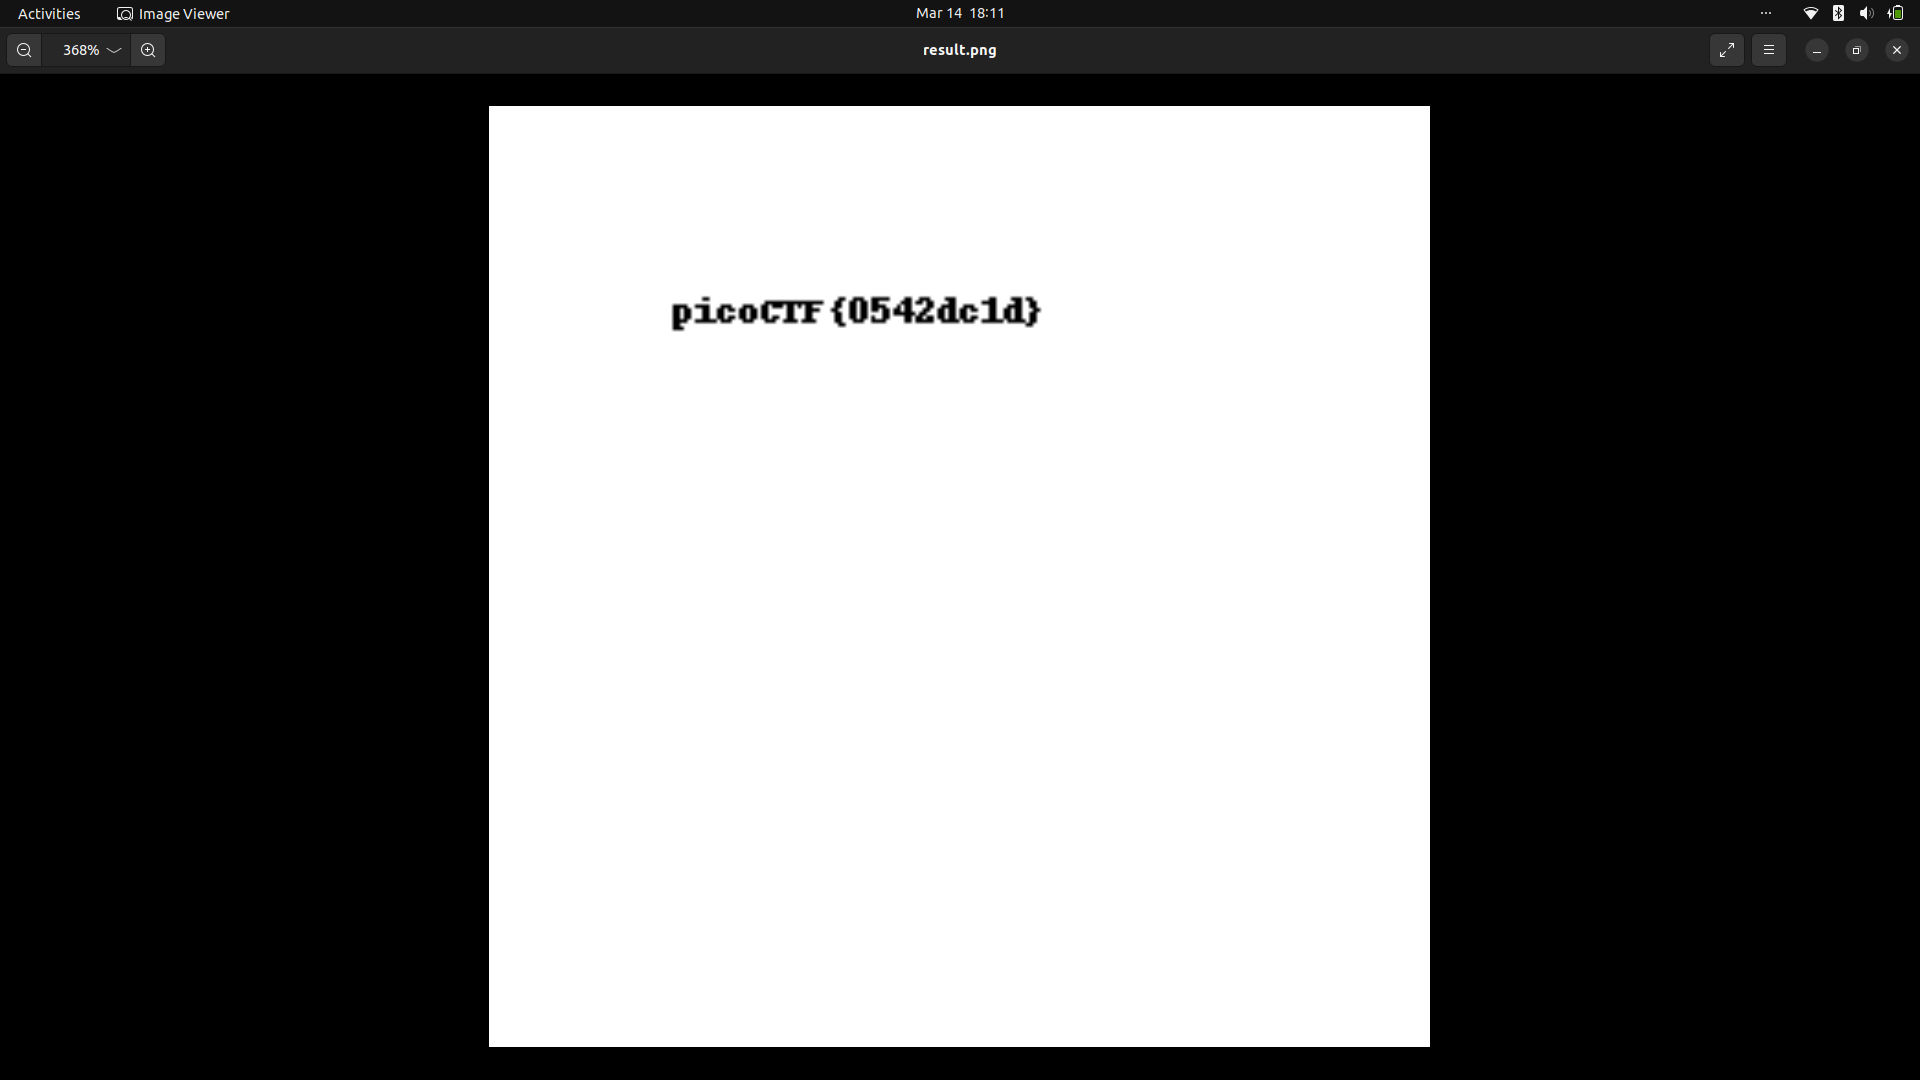 Activities Image Viewer Mar 14 18:11
368% result.png
picoCTF{0542dc1d}